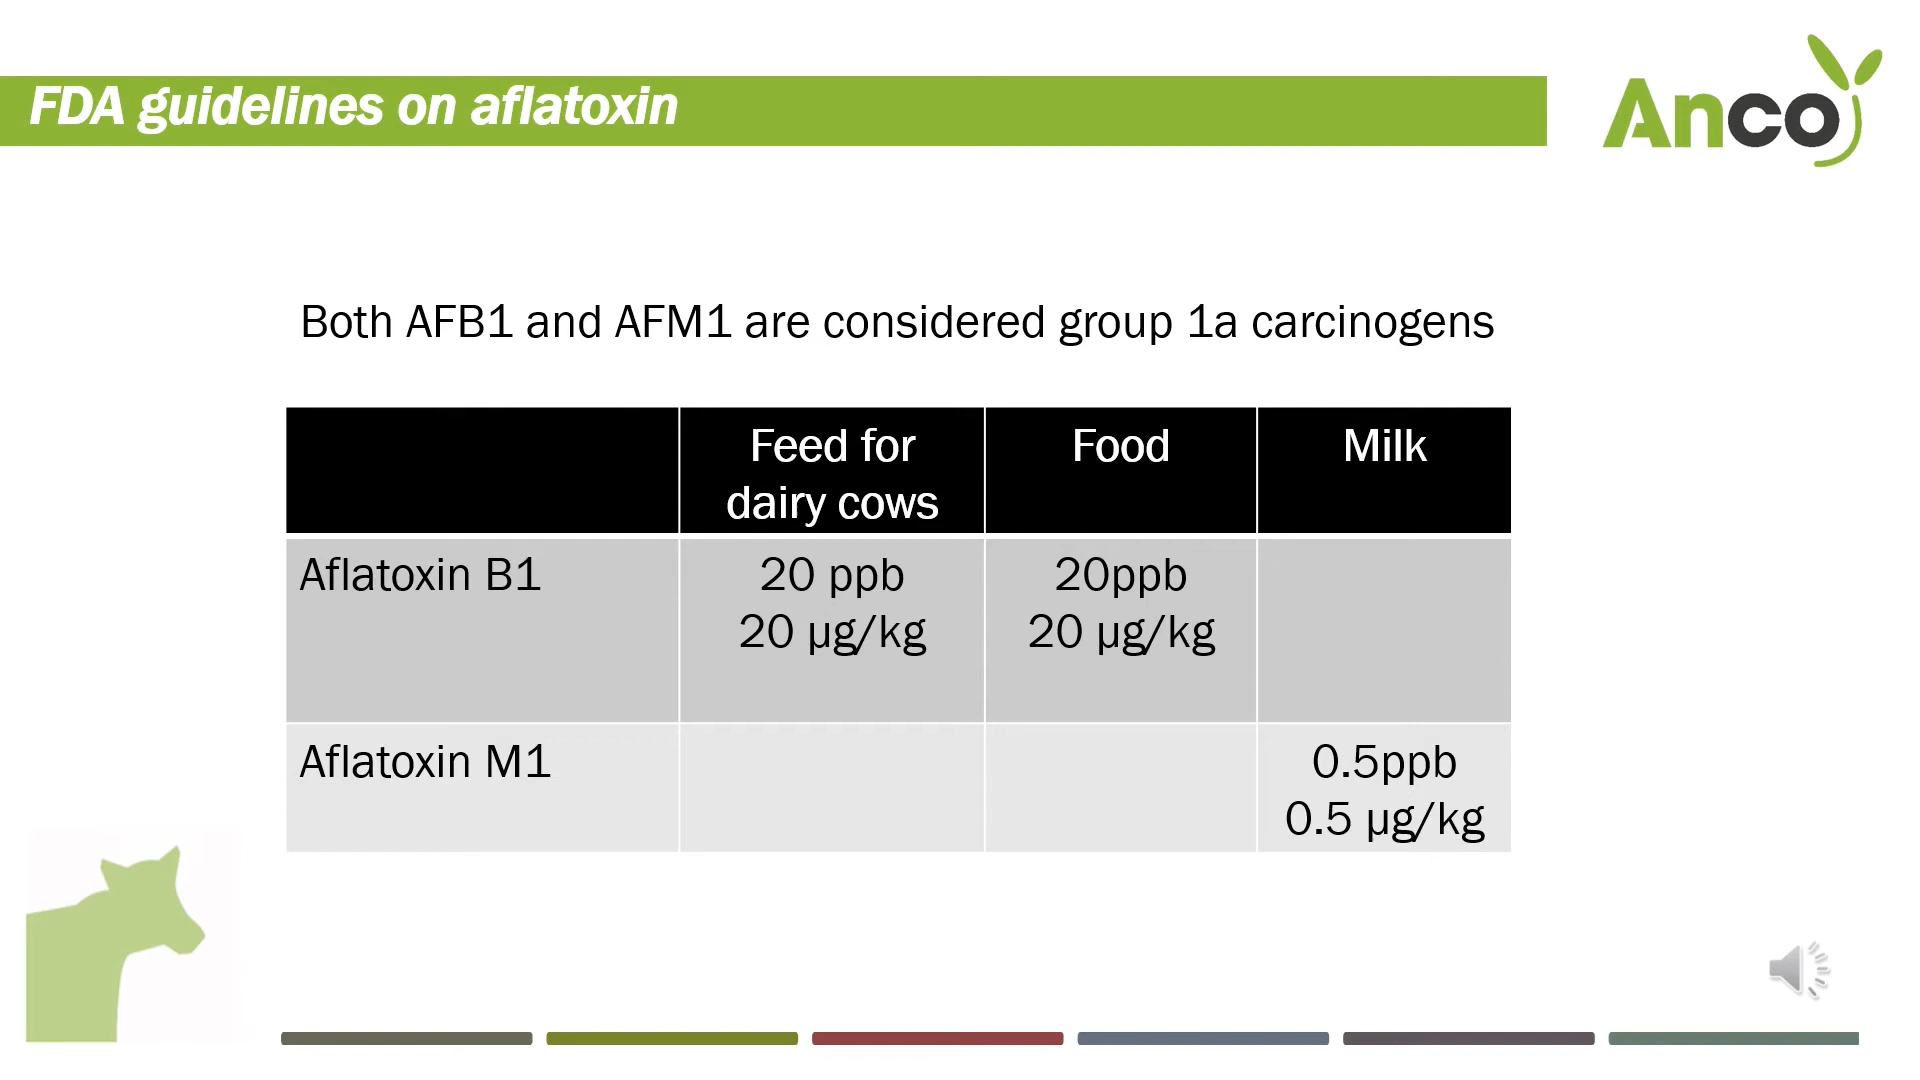 FDA guidelines on aflatoxin
Anco
Both AFB1 and AFM1 are considered group 1a carcinogens
Feed for
dairy cows
Food
Milk
Aflatoxin B1
20 ppb
20 µg/kg
20ppb
20 µg/kg
Aflatoxin M1
0.5ppb
0.5 µg/kg